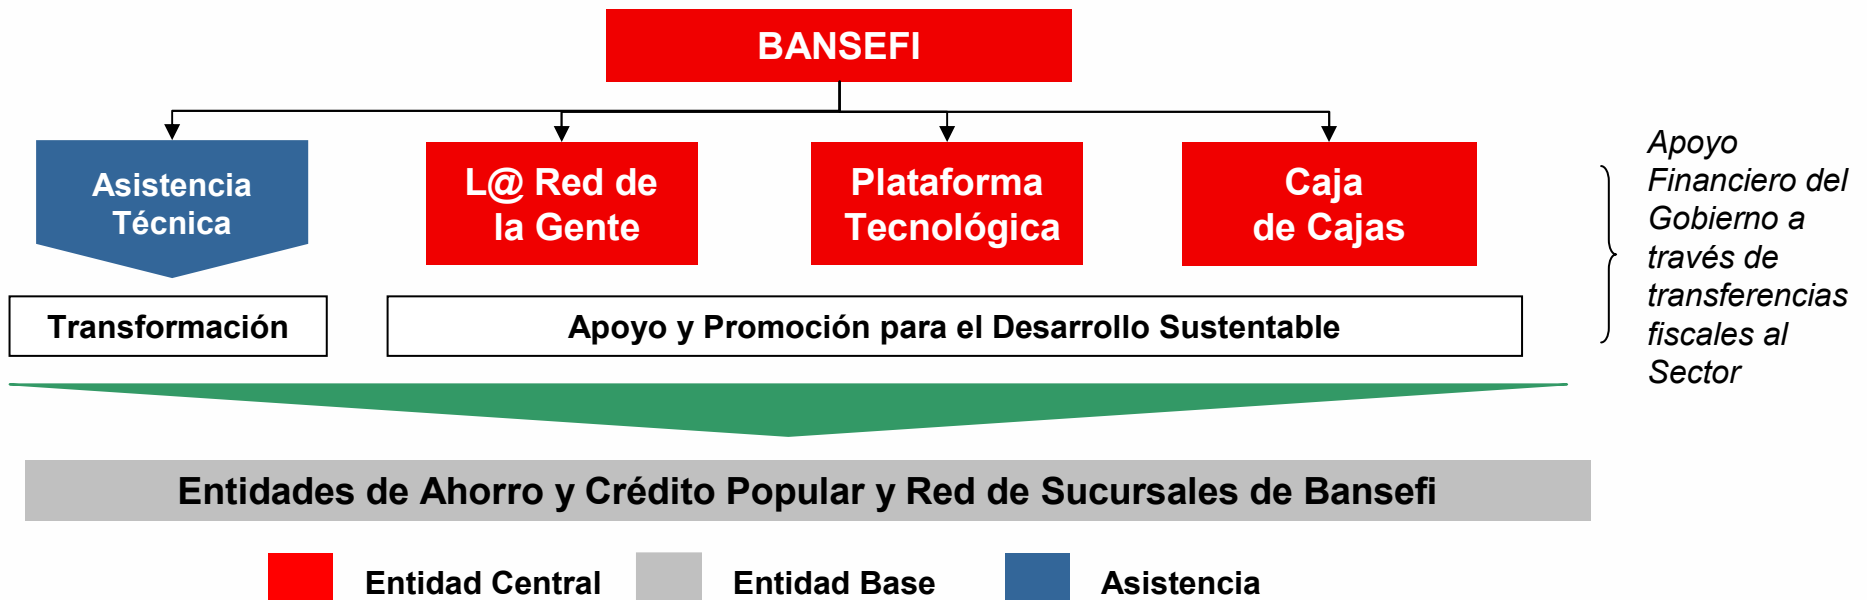 BANSEFI
Asistencia
Técnica
L@ Red de
la Gente
Plataforma
Tecnológica
Caja
de Cajas
Apoyo
Financiero del
Gobierno a
través de
transferencias
fiscales al
Sector
Transformación
Apoyo y Promoción para el Desarrollo Sustentable
Entidades de Ahorro y Crédito Popular y Red de Sucursales de Bansefi
Entidad Central
Entidad Base
Asistencia